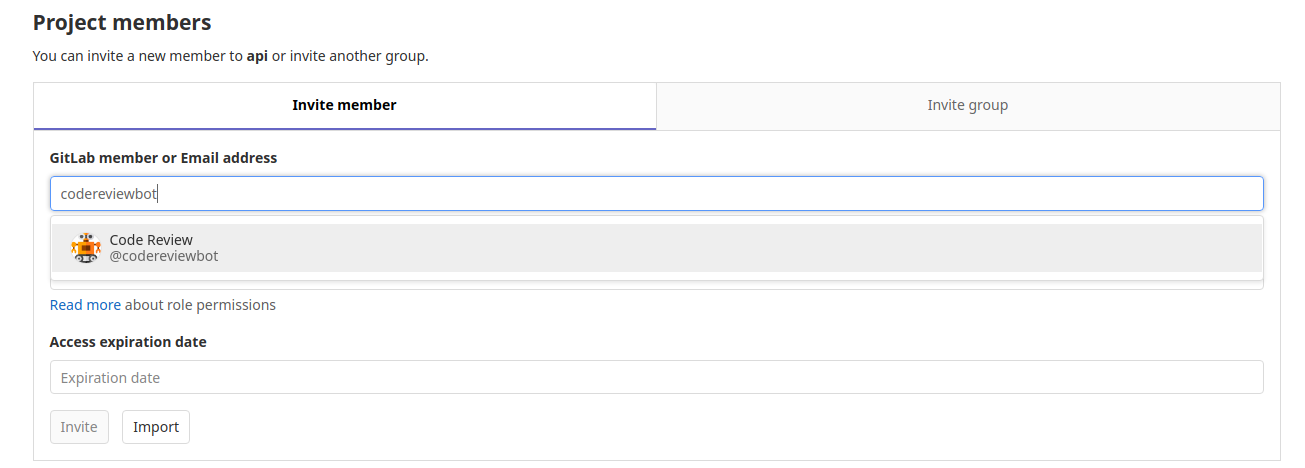 Project members
You can invite a new member to api or invite another group.
Invite member
Invite group
GitLab member or Email address
codereviewbot
Code Review
@codereviewbot
Read more about role permissions
Access expiration date
Expiration date
Invite
Import